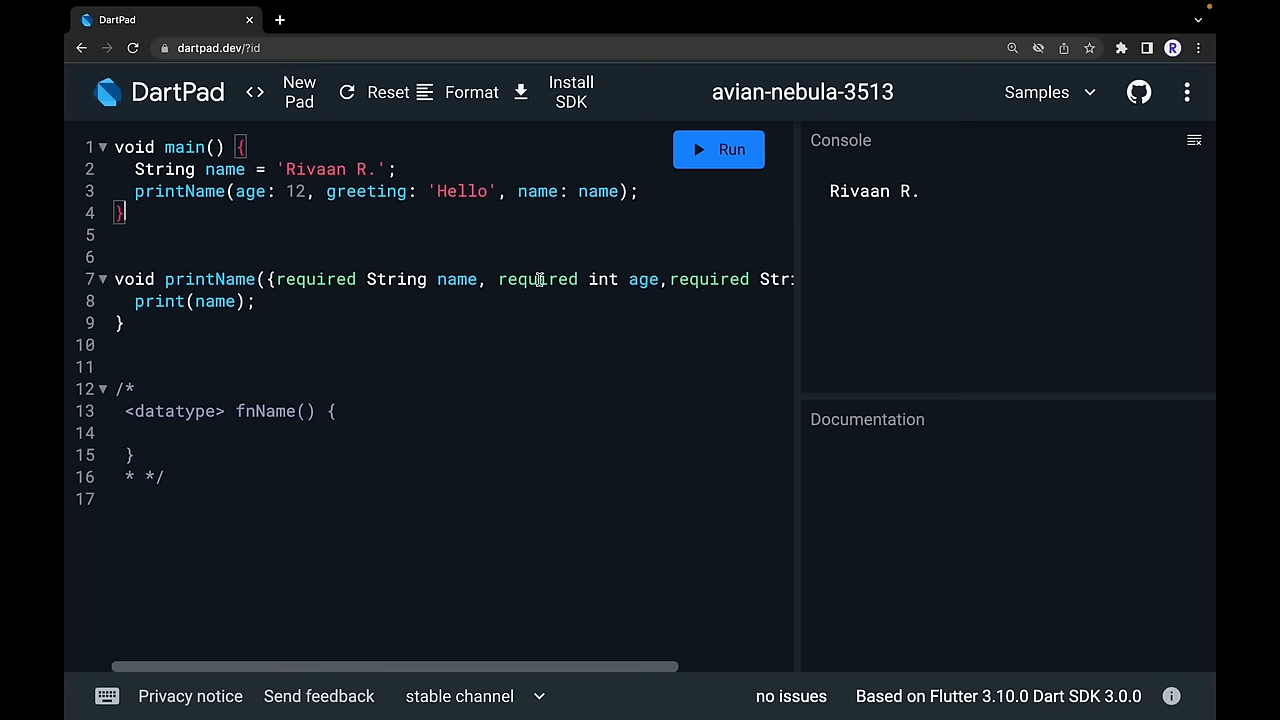 DartPad
dartpad.dev/?id
R
DartPad
<> New Pad
Reset
Format
Install SDK
avian-nebula-3513
Samples
1 void main() {
2 String name = 'Rivaan R.';
3 printName(age: 12, greeting: 'Hello', name: name);
4 }
5
6
7 void printName({required String name, required int age,required Stri
8 print(name);
9 }
10
11
12 /*
13 <datatype> fnName() {
14
15 }
16 * */
17
Run
Console
Rivaan R.
Documentation
Privacy notice
Send feedback
stable channel
no issues
Based on Flutter 3.10.0 Dart SDK 3.0.0